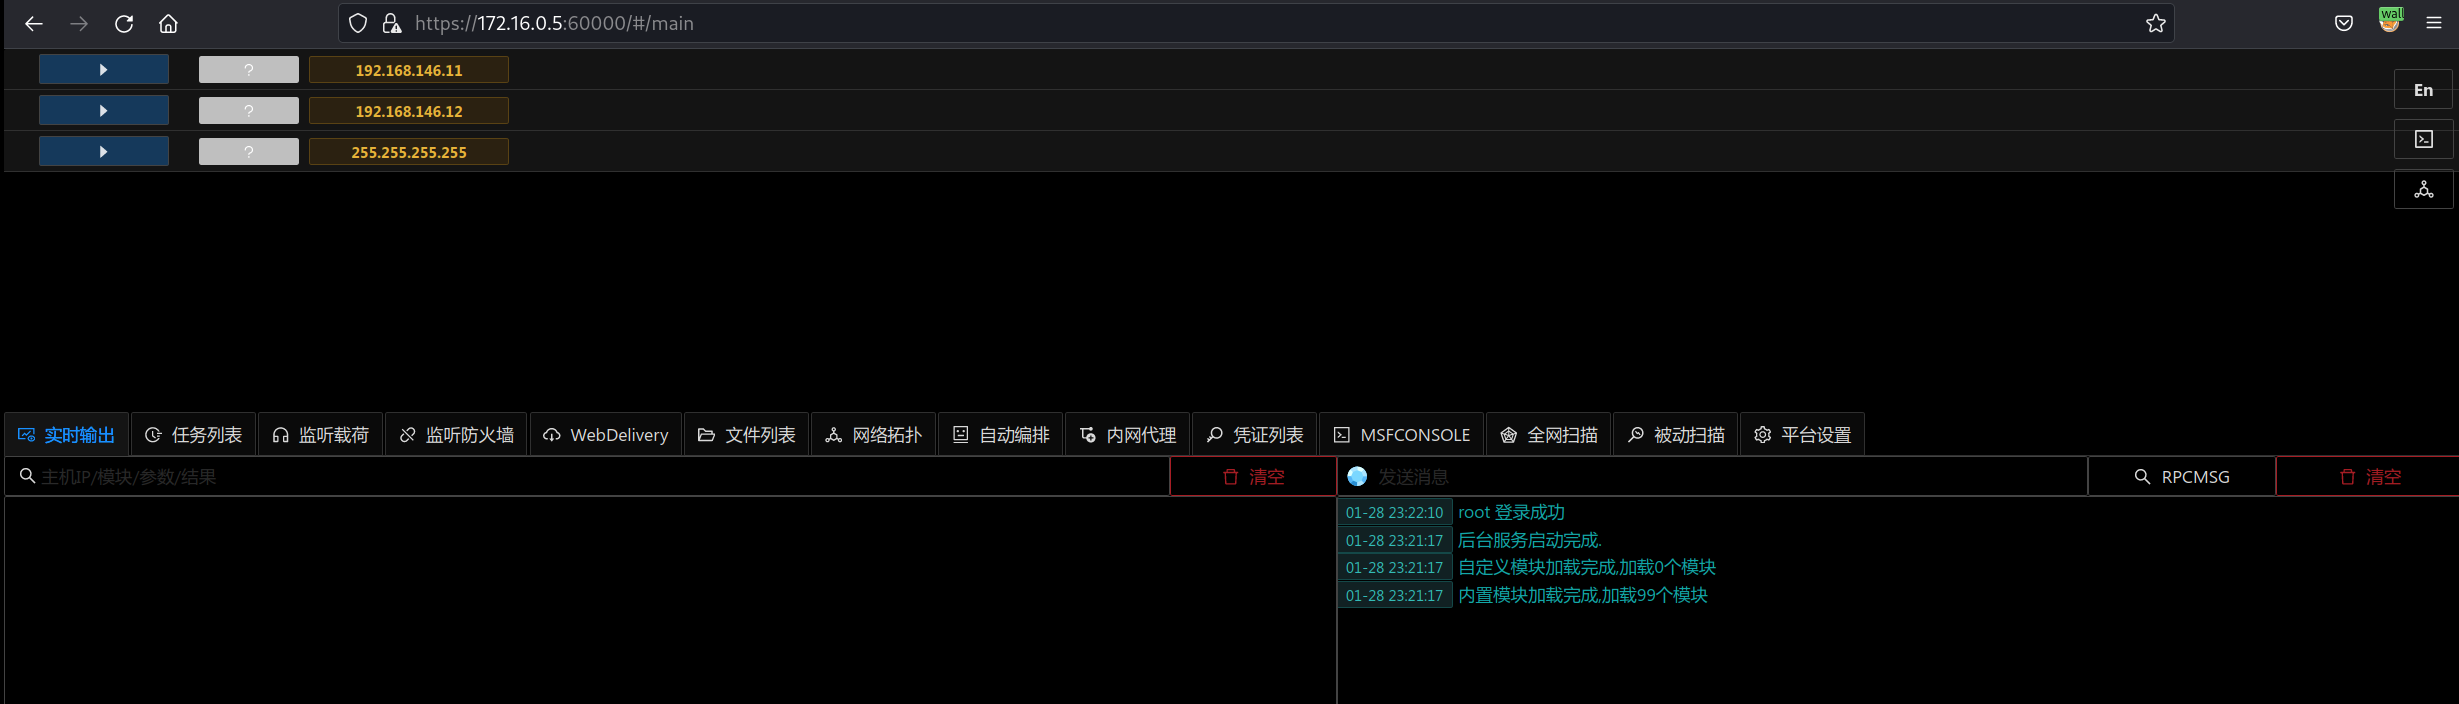 https://172.16.0.5:60000/#/main
wall
? 192.168.146.11
En
? 192.168.146.12
? 255.255.255.255
实时输出 任务列表 监听载荷 监听防火墙 WebDelivery 文件列表 网络拓扑 自动编排 内网代理 凭证列表 MSFCONSOLE 全网扫描 被动扫描 平台设置
主机IP/模块/参数/结果 清空 发送消息 RPCMSG 清空
01-28 23:22:10 root 登录成功
01-28 23:21:17 后台服务启动完成.
01-28 23:21:17 自定义模块加载完成,加载0个模块
01-28 23:21:17 内置模块加载完成,加载99个模块